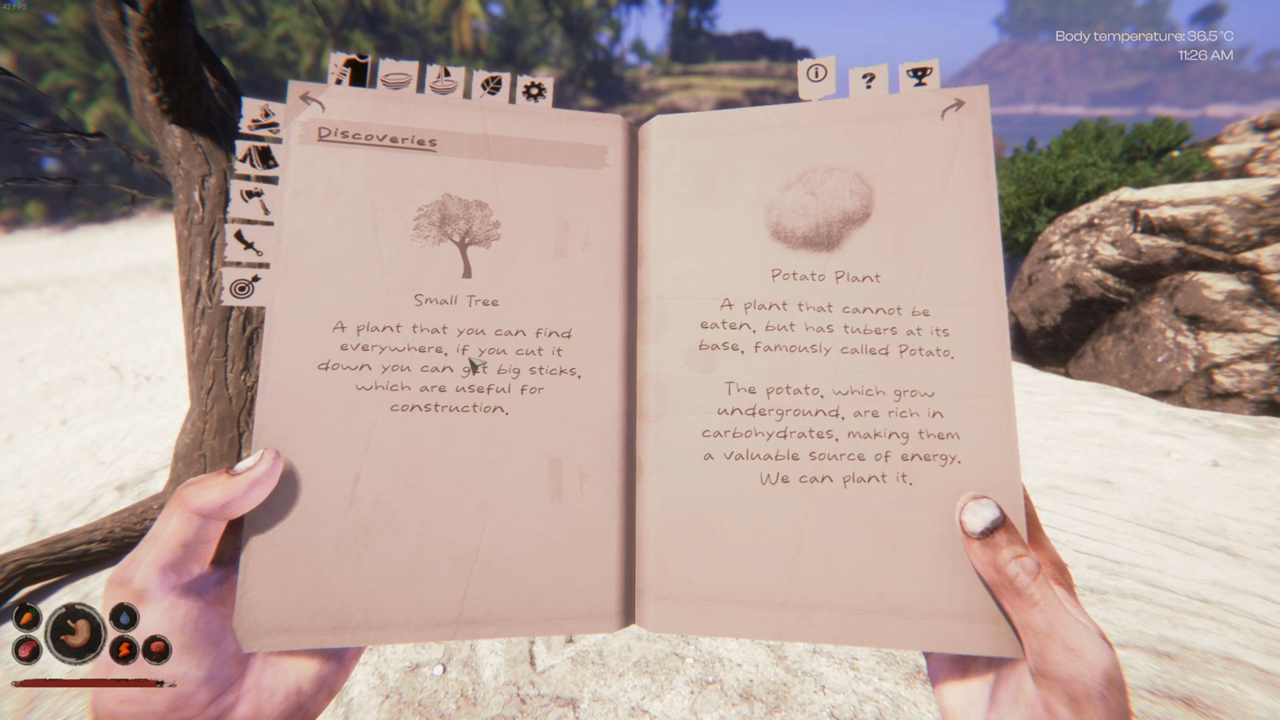 42 FPS
Body temperature: 36.5 °C
11:26 AM
Discoveries
Small Tree
A plant that you can find
everywhere, if you cut it
down you can get big sticks,
which are useful for
construction.
Potato Plant
A plant that cannot be
eaten, but has tubers at its
base, famously called Potato.
The potato, which grow
underground, are rich in
carbohydrates, making them
a valuable source of energy.
We can plant it.